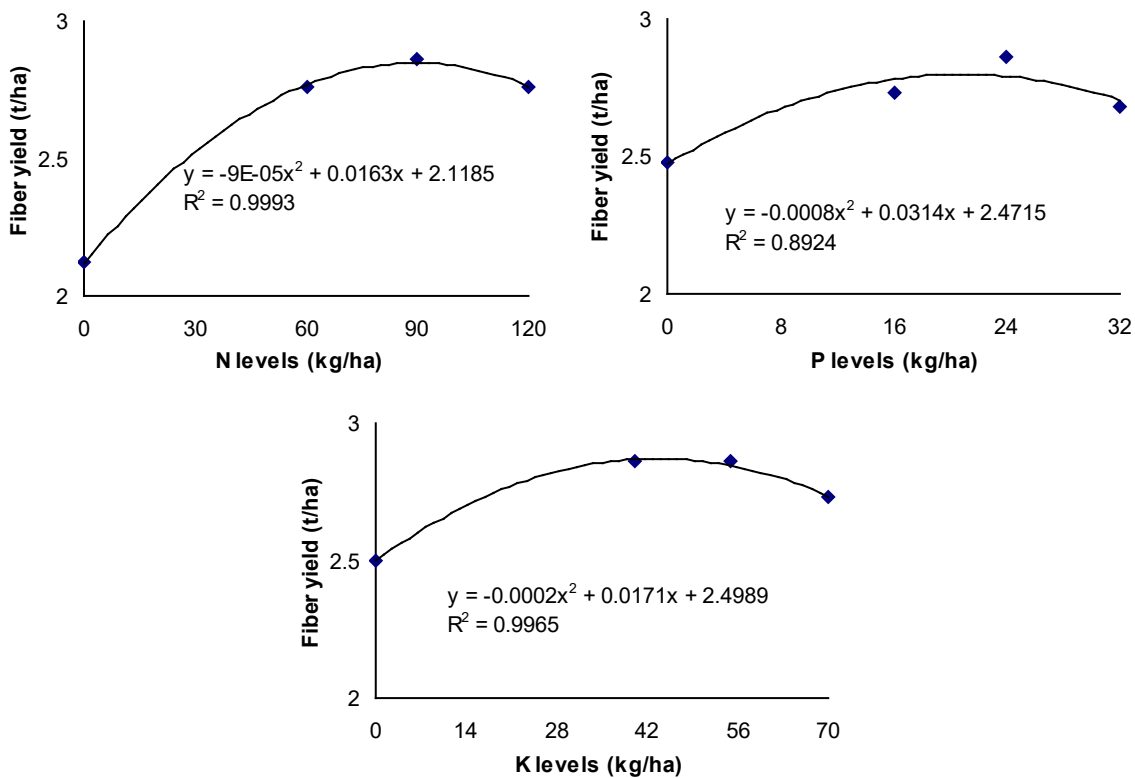 3
2.5
2
Fiber yield (t/ha)
y = -9E-05x² + 0.0163x + 2.1185
R² = 0.9993
0 30 60 90 120
N levels (kg/ha)
3
2.5
2
Fiber yield (t/ha)
y = -0.0008x² + 0.0314x + 2.4715
R² = 0.8924
0 8 16 24 32
P levels (kg/ha)
3
2.5
2
Fiber yield (t/ha)
y = -0.0002x² + 0.0171x + 2.4989
R² = 0.9965
0 14 28 42 56 70
K levels (kg/ha)